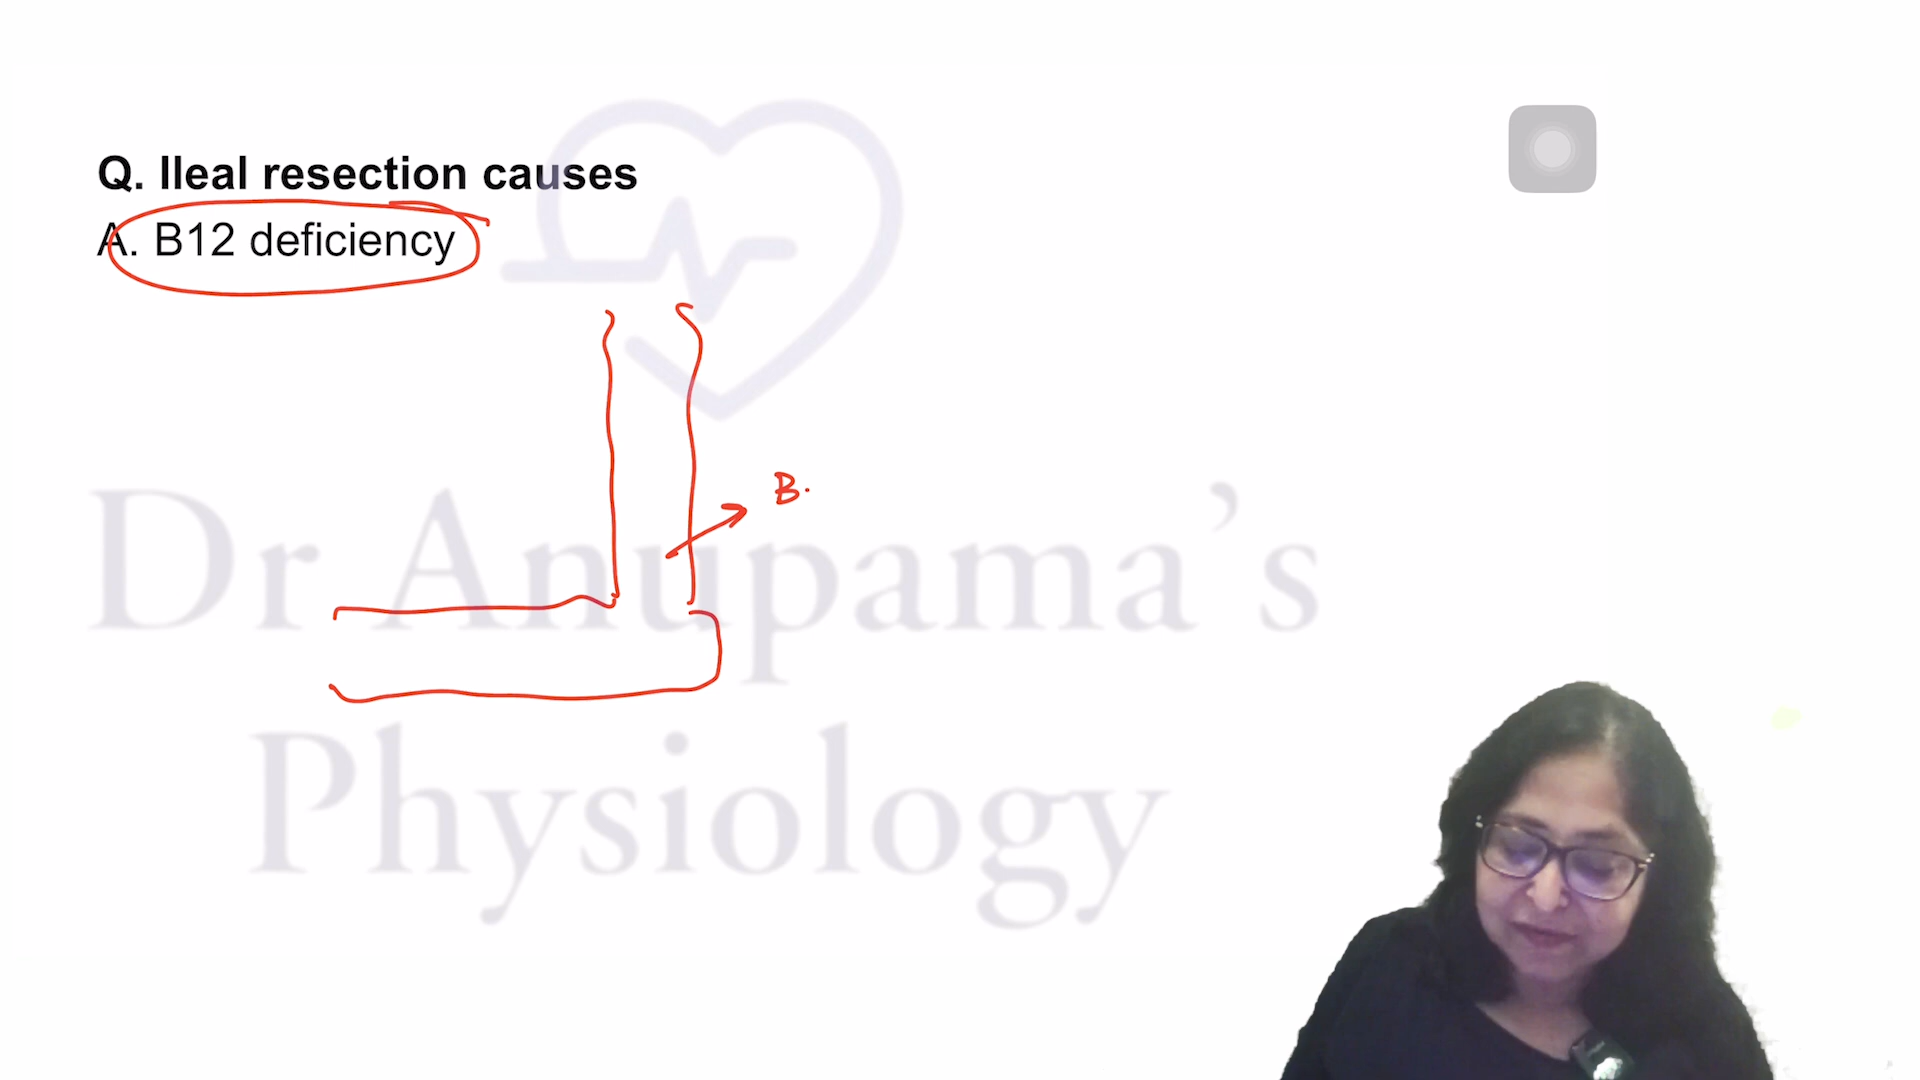 Q. Ileal resection causes
A. B12 deficiency
B.
Dr Anupama's
Physiology